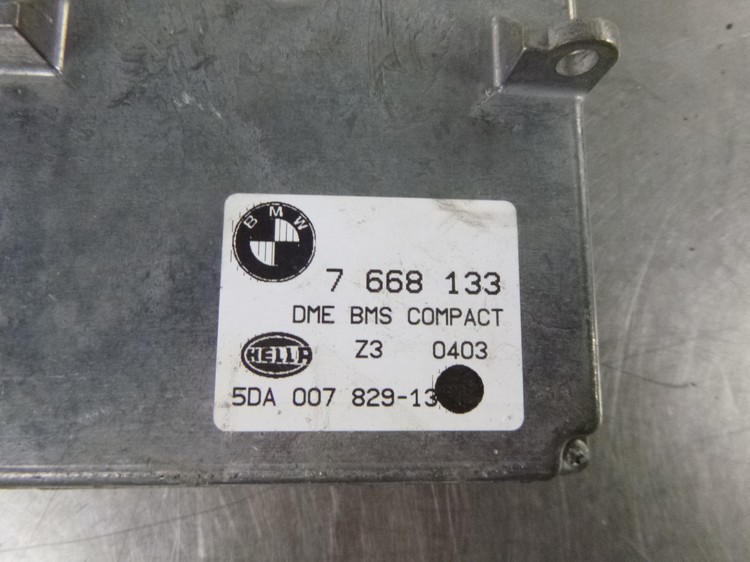 BMW
7 668 133
DME BMS COMPACT
HELLA
Z3 0403
5DA 007 829-13